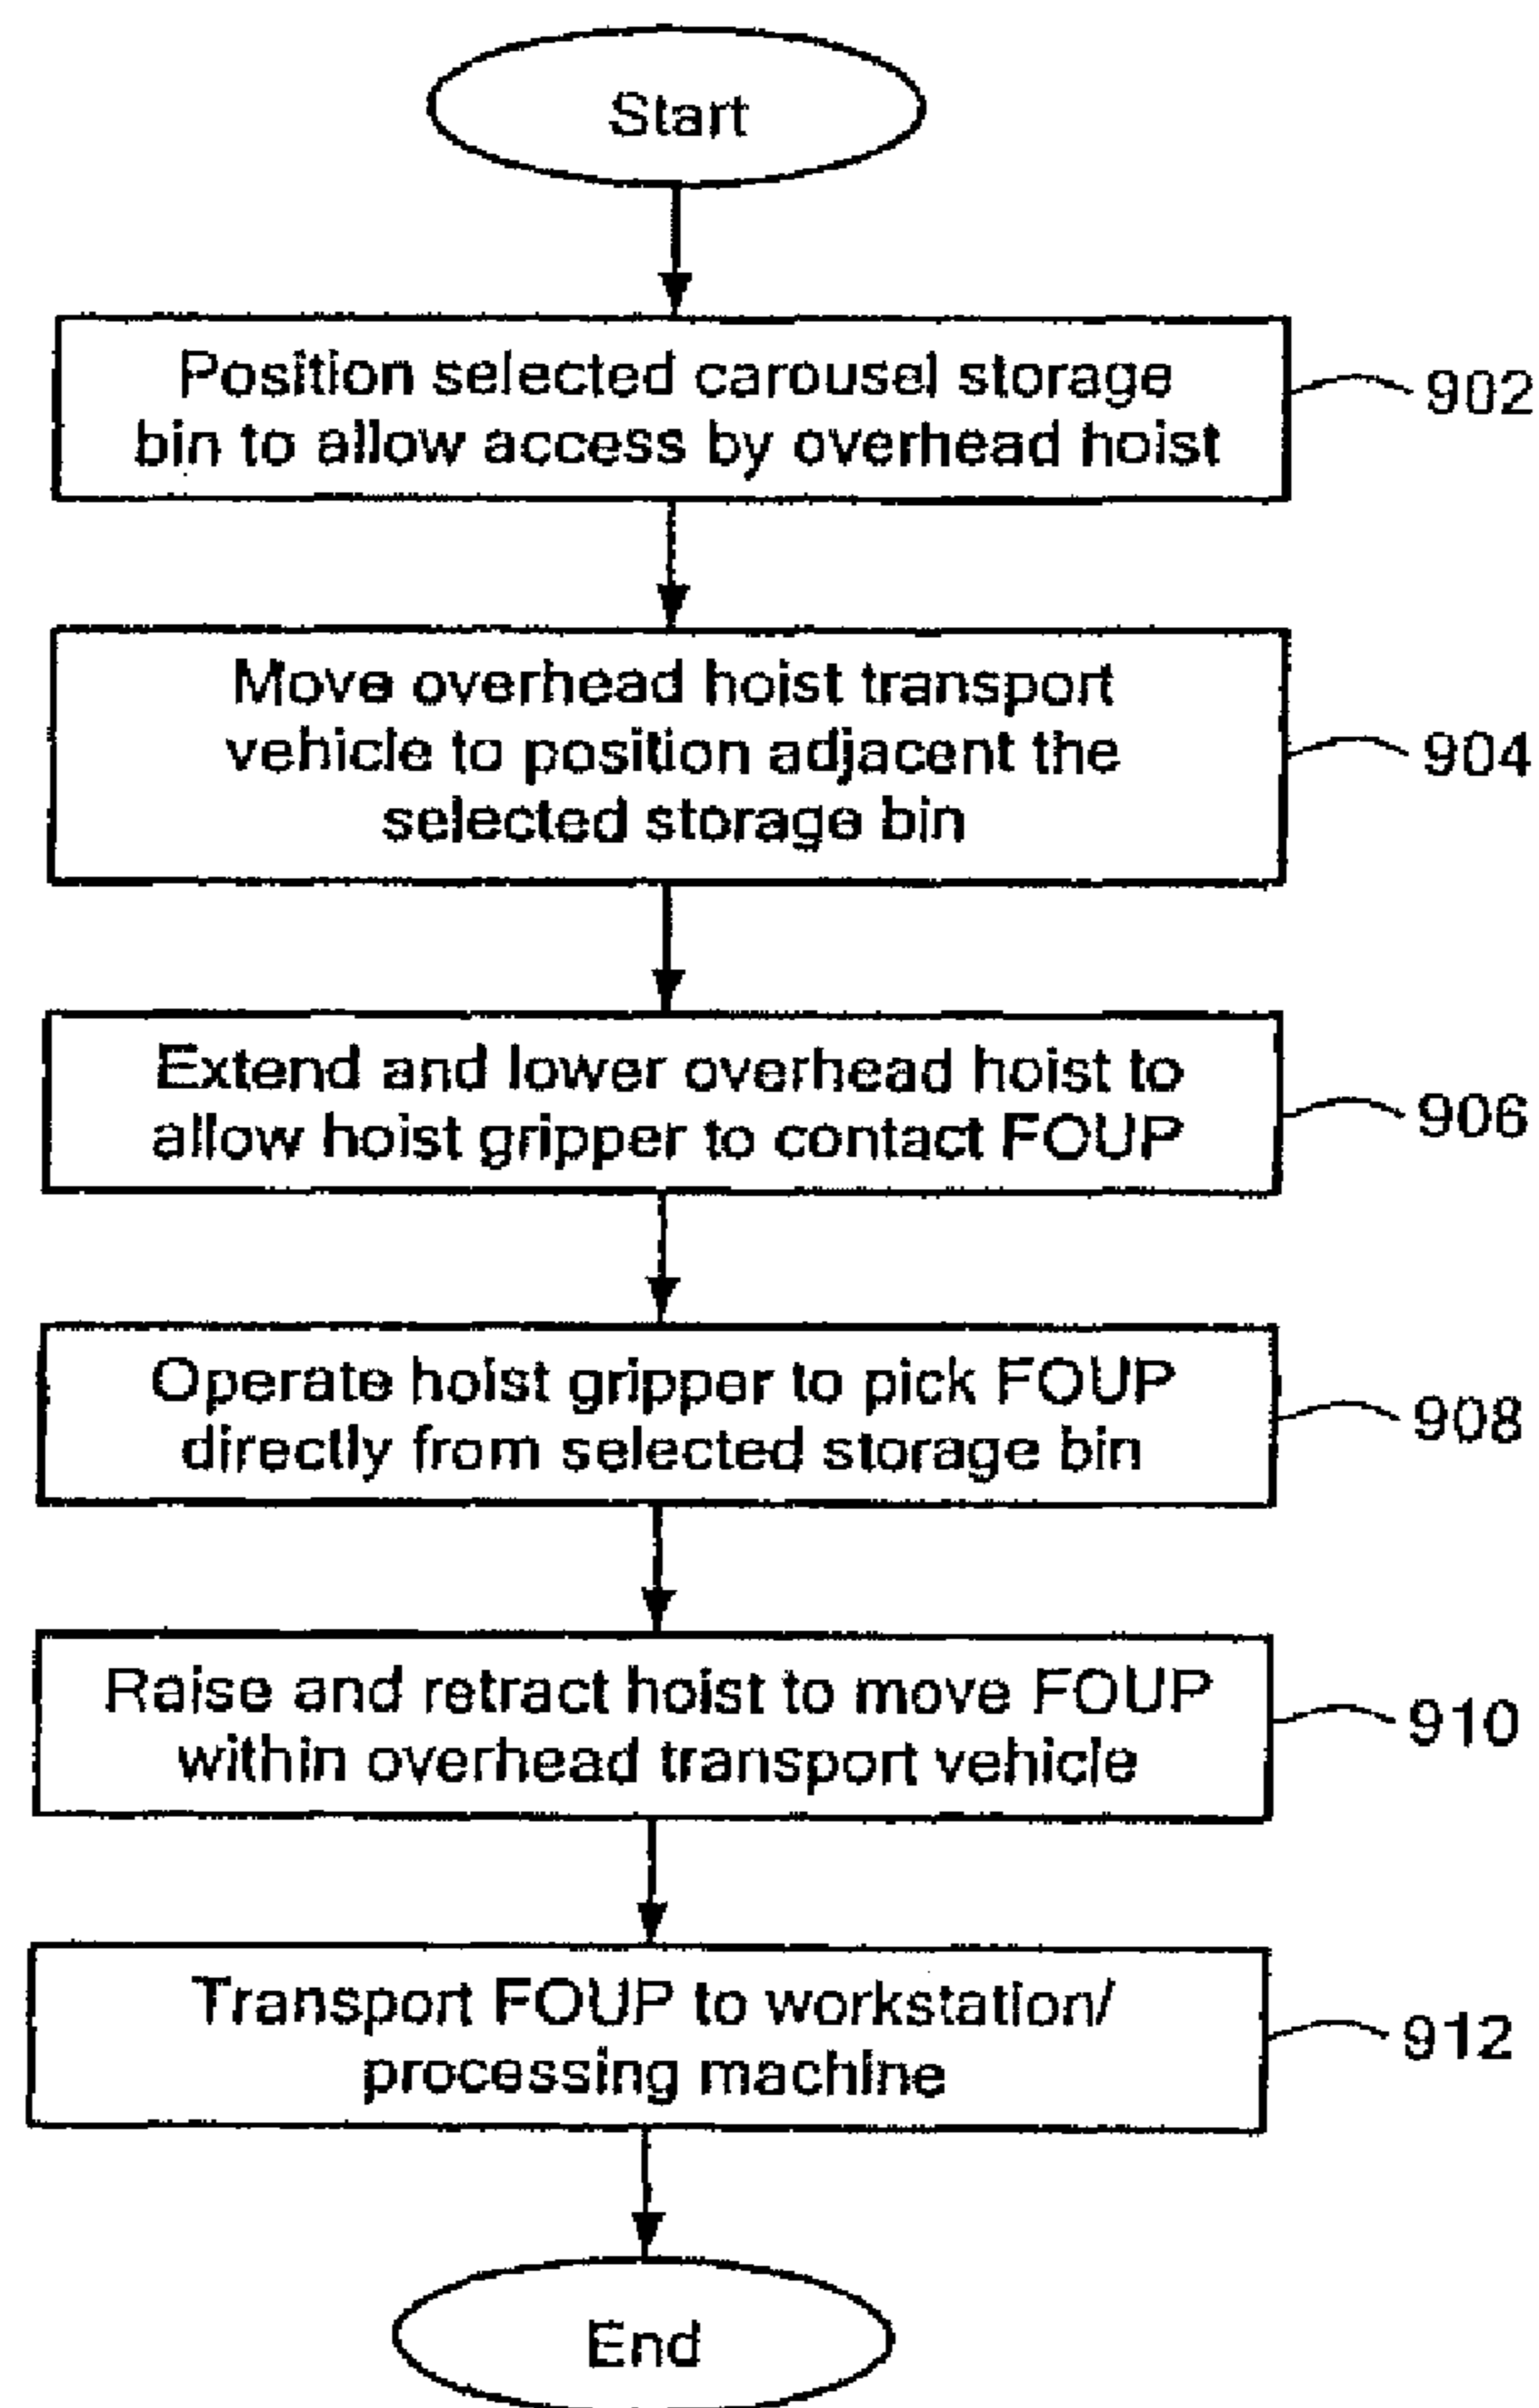 Start
Position selected carousel storage
bin to allow access by overhead hoist
902
Move overhead hoist transport
vehicle to position adjacent the
selected storage bin
904
Extend and lower overhead hoist to
allow hoist gripper to contact FOUP
906
Operate hoist gripper to pick FOUP
directly from selected storage bin
908
Raise and retract hoist to move FOUP
within overhead transport vehicle
910
Transport FOUP to workstation/
processing machine
912
End